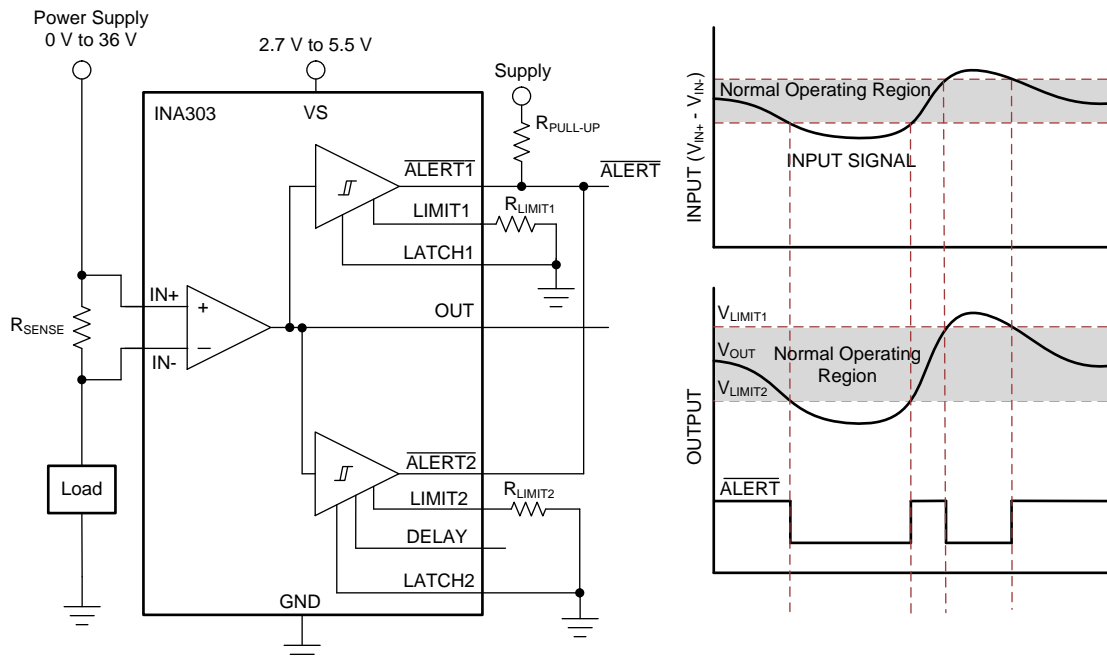 Power Supply
0 V to 36 V
2.7 V to 5.5 V
Supply
INA303
VS
RPULL-UP
ALERT1
ALERT
LIMIT1
RLIMIT1
LATCH1
IN+
+
OUT
RSENSE
IN-
−
ALERT2
LIMIT2
RLIMIT2
Load
DELAY
LATCH2
GND
INPUT (VIN+ - VIN-)
Normal Operating Region
INPUT SIGNAL
OUTPUT
VLIMIT1
VOUT
Normal Operating
Region
VLIMIT2
ALERT